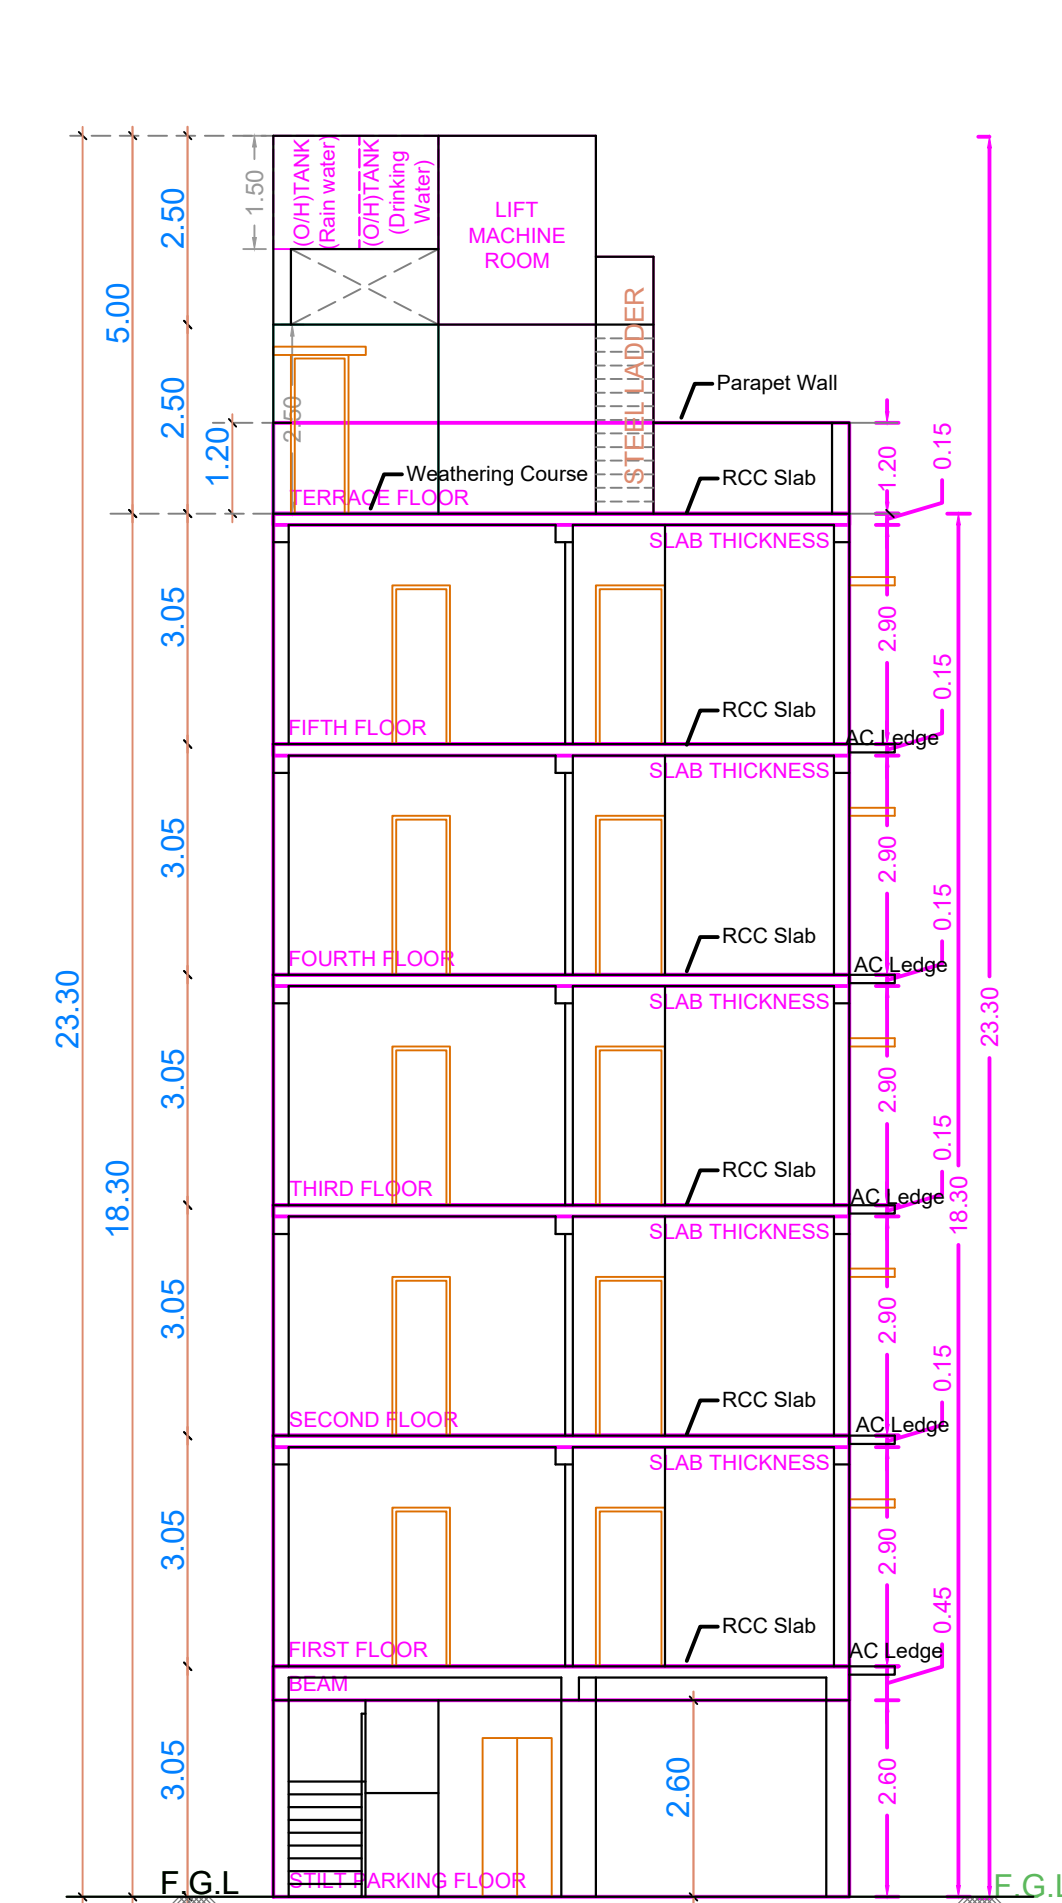 (O/H)TANK
(Rain water)
(O/H)TANK
(Drinking
Water)
LIFT
MACHINE
ROOM
1.50
2.50
5.00
STEEL LADDER
Parapet Wall
2.50
2.50
1.20
1.20
0.15
Weathering Course
RCC Slab
TERRACE FLOOR
SLAB THICKNESS
3.05
2.90
0.15
FIFTH FLOOR
RCC Slab
AC Ledge
SLAB THICKNESS
3.05
2.90
0.15
FOURTH FLOOR
RCC Slab
AC Ledge
SLAB THICKNESS
23.30
23.30
3.05
2.90
0.15
THIRD FLOOR
RCC Slab
AC Ledge
18.30
18.30
SLAB THICKNESS
3.05
2.90
0.15
SECOND FLOOR
RCC Slab
AC Ledge
SLAB THICKNESS
3.05
2.90
0.45
FIRST FLOOR
RCC Slab
AC Ledge
BEAM
3.05
2.60
2.60
STILT PARKING FLOOR
F.G.L
F.G.L